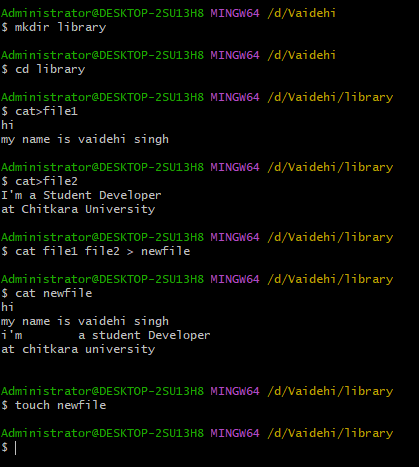 Administrator@DESKTOP-2SU13H8 MINGW64 /d/Vaidehi
$ mkdir library
Administrator@DESKTOP-2SU13H8 MINGW64 /d/Vaidehi
$ cd library
Administrator@DESKTOP-2SU13H8 MINGW64 /d/Vaidehi/library
$ cat>file1
hi
my name is vaidehi singh
Administrator@DESKTOP-2SU13H8 MINGW64 /d/Vaidehi/library
$ cat>file2
I'm a Student Developer
at Chitkara University
Administrator@DESKTOP-2SU13H8 MINGW64 /d/Vaidehi/library
$ cat file1 file2 > newfile
Administrator@DESKTOP-2SU13H8 MINGW64 /d/Vaidehi/library
$ cat newfile
hi
my name is vaidehi singh
i'm       a student Developer
at chitkara university
Administrator@DESKTOP-2SU13H8 MINGW64 /d/Vaidehi/library
$ touch newfile
Administrator@DESKTOP-2SU13H8 MINGW64 /d/Vaidehi/library
$